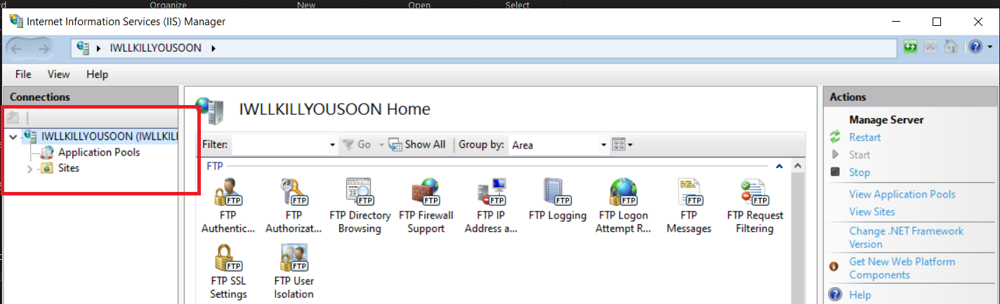 Organize New Open Select
Internet Information Services (IIS) Manager
IWLLKILLYOUSOON
File View Help
Connections
IWLLKILLYOUSOON (IWLLKILL
Application Pools
Sites
IWLLKILLYOUSOON Home
Filter: Go Show All Group by: Area
FTP
FTP
Authentic...
FTP
Authorizat...
FTP Directory
Browsing
FTP Firewall
Support
FTP IP
Address a...
FTP Logging
FTP Logon
Attempt R...
FTP
Messages
FTP Request
Filtering
FTP SSL
Settings
FTP User
Isolation
Actions
Manage Server
Restart
Start
Stop
View Application Pools
View Sites
Change .NET Framework
Version
Get New Web Platform
Components
Help